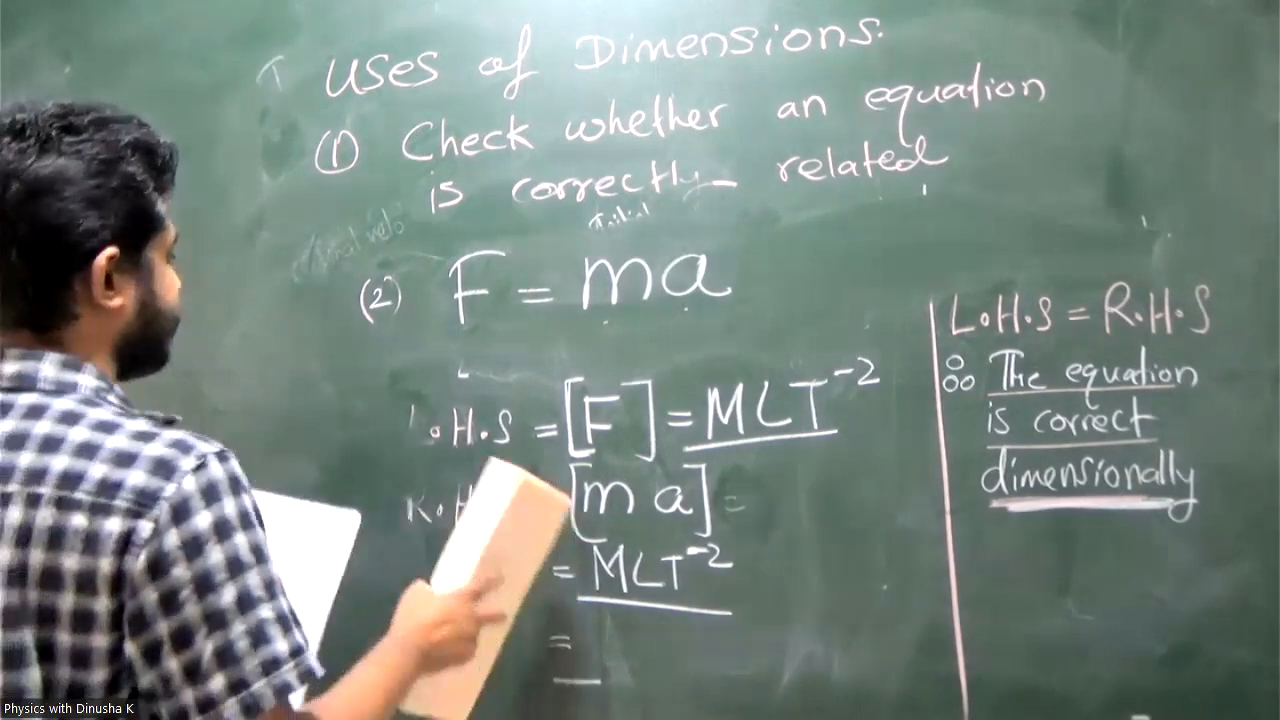 Uses of Dimensions.
(1) Check whether an equation
is correctly related
(2) F = ma
L.H.S = [F] = MLT⁻²
[m a] =
= MLT⁻²
=
L.H.S = R.H.S
∴ The equation
is correct
dimensionally
Physics with Dinusha K